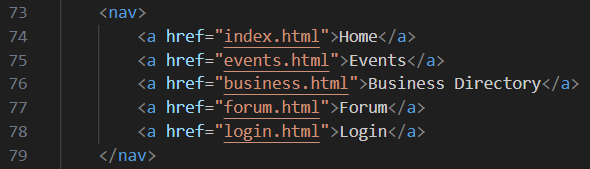 73 <nav>
74 <a href="index.html">Home</a>
75 <a href="events.html">Events</a>
76 <a href="business.html">Business Directory</a>
77 <a href="forum.html">Forum</a>
78 <a href="login.html">Login</a>
79 </nav>